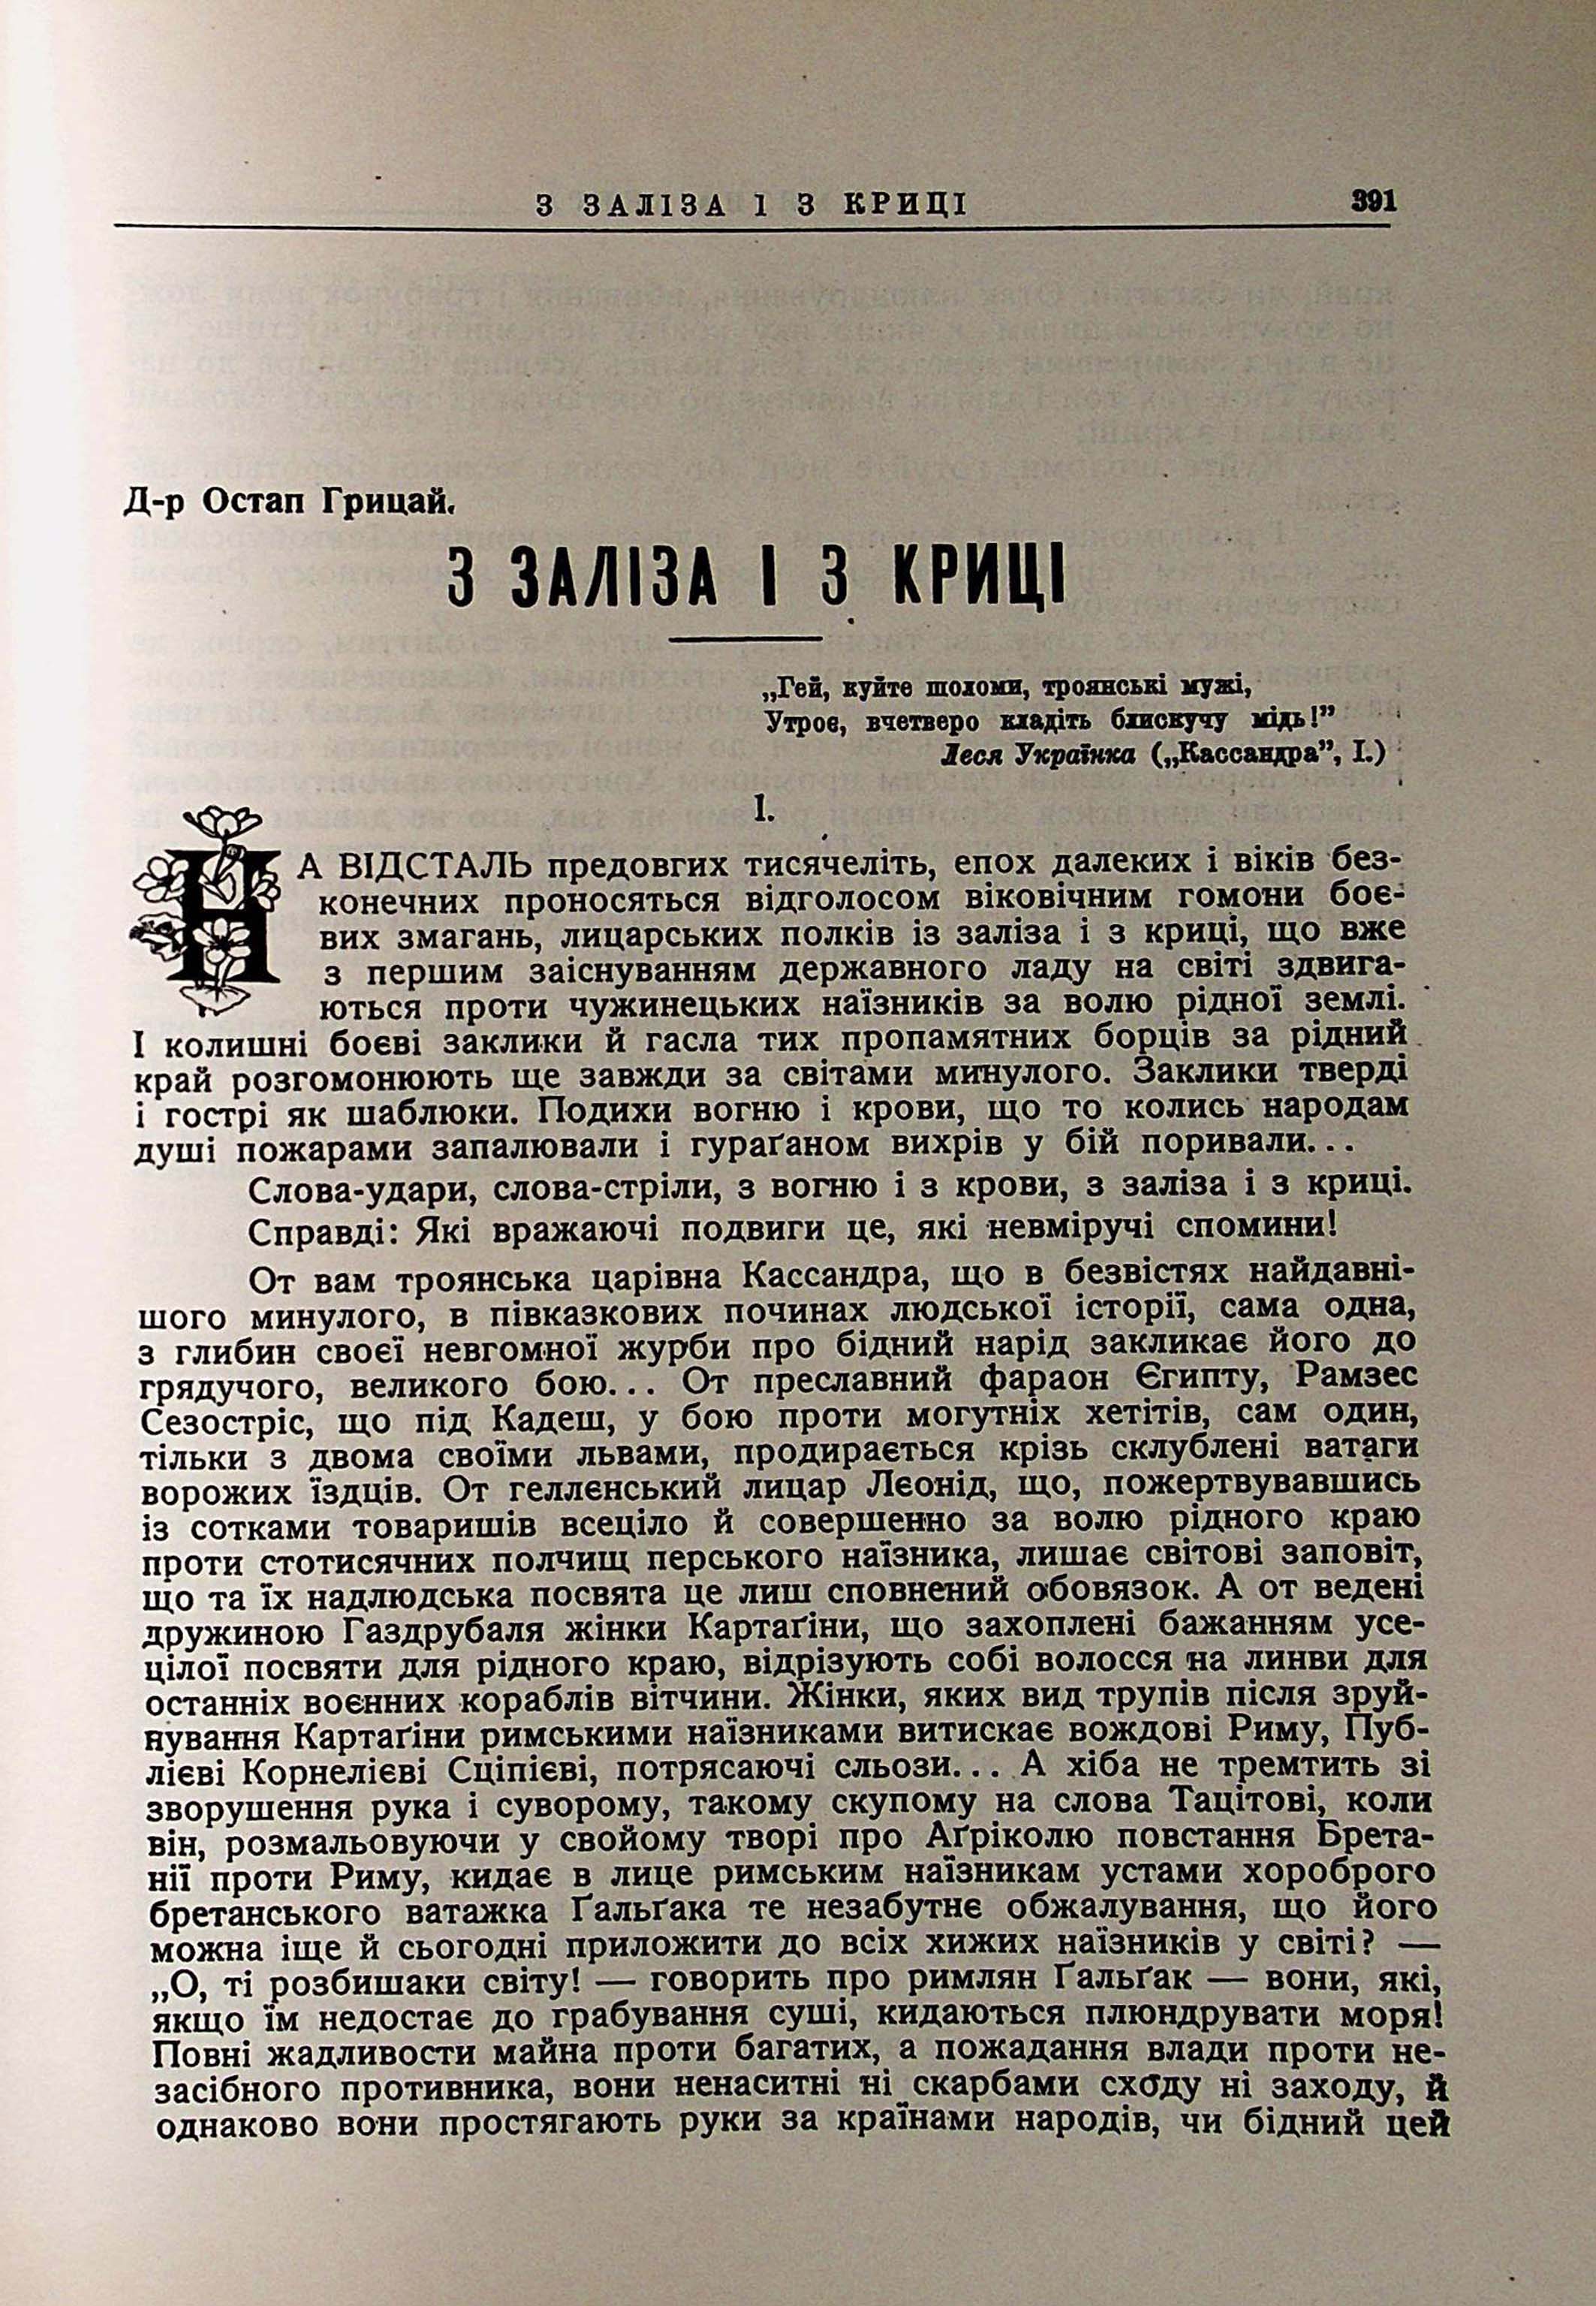 З ЗАЛІЗА І З КРИЦІ 391
Д-р Остап Грицай.
З ЗАЛІЗА І З КРИЦІ
„Гей, куйте шоломи, троянські мужі,
Утроє, вчетверо кладіть блискучу мідь!”
Леся Українка („Кассандра”, І.)
І.
НА ВІДСТАЛЬ предовгих тисячеліть, епох далеких і віків без-
конечних проносяться відголосом віковічним гомони боє-
вих змагань, лицарських полків із заліза і з криці, що вже
з першим заіснуванням державного ладу на світі здвига-
ються проти чужинецьких наїзників за волю рідної землі.
І колишні боєві заклики й гасла тих пропамятних борців за рідний
край розгомонюють ще завжди за світами минулого. Заклики тверді
і гострі як шаблюки. Подихи вогню і крови, що то колись народам
душі пожарами запалювали і гураґаном вихрів у бій поривали...
Слова-удари, слова-стріли, з вогню і з крови, з заліза і з криці.
Справді: Які вражаючі подвиги це, які невміручі спомини!
От вам троянська царівна Кассандра, що в безвістях найдавні-
шого минулого, в півказкових починах людської історії, сама одна,
з глибин своєї невгомної журби про бідний нарід закликає його до
грядучого, великого бою... От преславний фараон Єгипту, Рамзес
Сезостріс, що під Кадеш, у бою проти могутніх хетітів, сам один,
тільки з двома своїми львами, продирається крізь склублені ватаги
ворожих їздців. От геллєнський лицар Лєонід, що, пожертвувавшись
із сотками товаришів всеціло й совершенно за волю рідного краю
проти стотисячних полчищ перського наїзника, лишає світові заповіт,
що та їх надлюдська посвята це лиш сповнений обовязок. А от ведені
дружиною Газдрубаля жінки Картаґіни, що захоплені бажанням усе-
цілої посвяти для рідного краю, відрізують собі волосся на линви для
останніх воєнних кораблів вітчини. Жінки, яких вид трупів після зруй-
нування Картаґіни римськими наїзниками витискає вождові Риму, Пуб-
лієві Корнелієві Сціпієві, потрясаючі сльози... А хіба не тремтить зі
зворушення рука і суворому, такому скупому на слова Тацітові, коли
він, розмальовуючи у свойому творі про Аґріколю повстання Брета-
нії проти Риму, кидає в лице римським наїзникам устами хороброго
бретанського ватажка Ґальґака те незабутнє обжалування, що його
можна іще й сьогодні приложити до всіх хижих наїзників у світі? —
„О, ті розбишаки світу! — говорить про римлян Ґальґак — вони, які,
якщо їм недостає до грабування суші, кидаються плюндрувати моря!
Повні жадливости майна проти багатих, а пожадання влади проти не-
засібного противника, вони ненаситні ні скарбами сходу ні заходу, й
однаково вони простягають руки за країнами народів, чи бідний цей